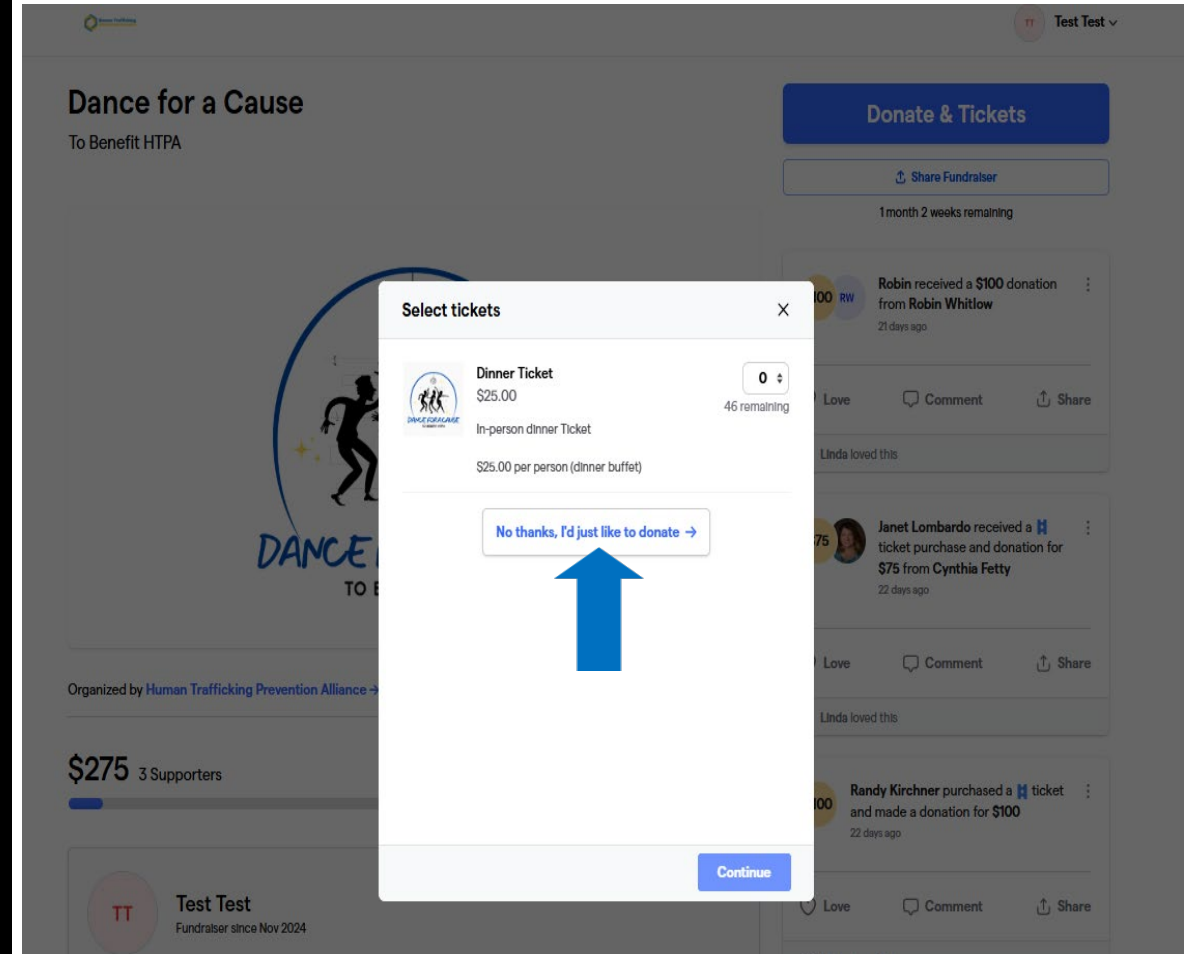 Test Test
Dance for a Cause
To Benefit HTPA
Donate & Tickets
Share Fundraiser
1 month 2 weeks remaining
DANCE
TO
Organized by Human Trafficking Prevention Alliance →
$275 3 Supporters
TT
Test Test
Fundraiser since Nov 2024
Select tickets
X
Dinner Ticket
$25.00
0
46 remaining
In-person dinner Ticket
$25.00 per person (dinner buffet)
DANCE FOR A CAUSE
No thanks, I'd just like to donate →
Continue
RW
Robin received a $100 donation
from Robin Whitlow
21 days ago
Love Comment Share
Linda loved this
Janet Lombardo received a
ticket purchase and donation for
$75 from Cynthia Fetty
22 days ago
Love Comment Share
Linda loved this
Randy Kirchner purchased a ticket
and made a donation for $100
22 days ago
Love Comment Share